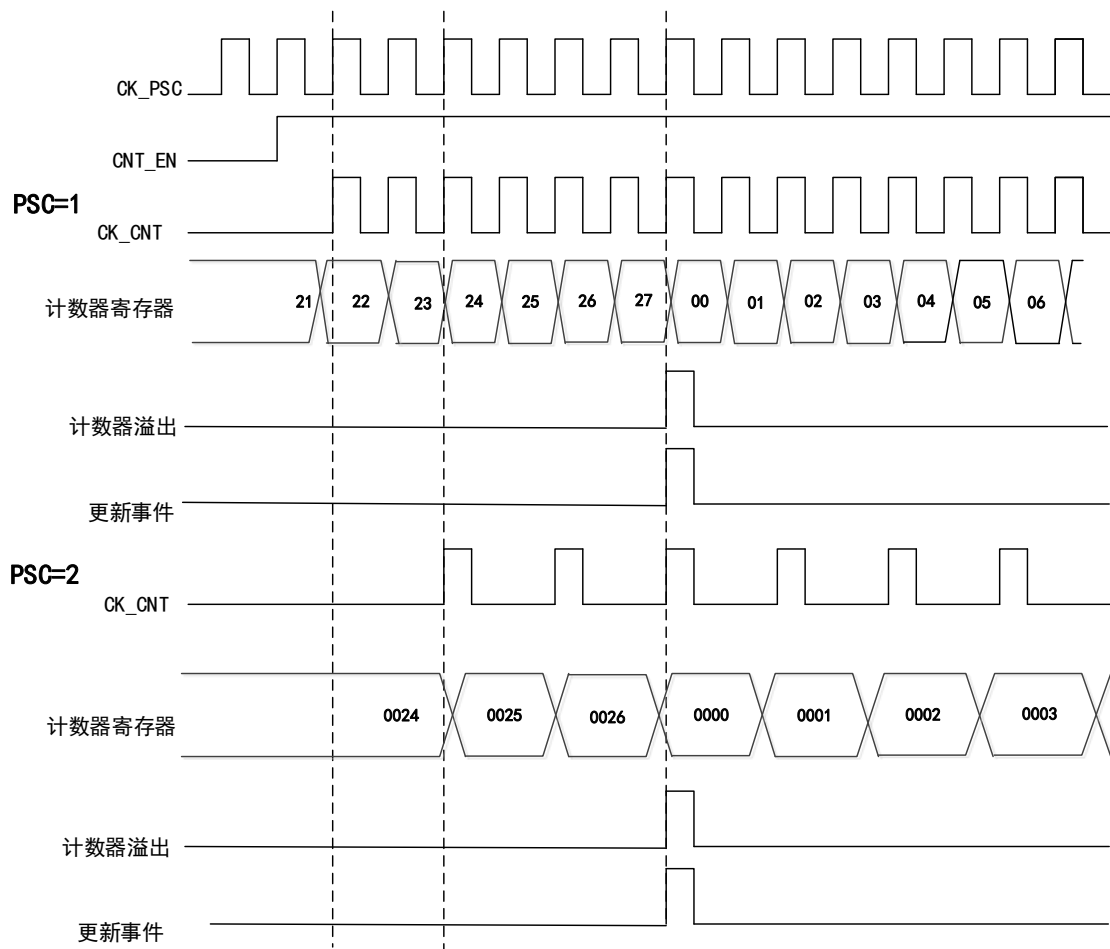 CK_PSC
CNT_EN
PSC=1
CK_CNT
计数器寄存器 21 22 23 24 25 26 27 00 01 02 03 04 05 06
计数器溢出
更新事件
PSC=2
CK_CNT
计数器寄存器 0024 0025 0026 0000 0001 0002 0003
计数器溢出
更新事件